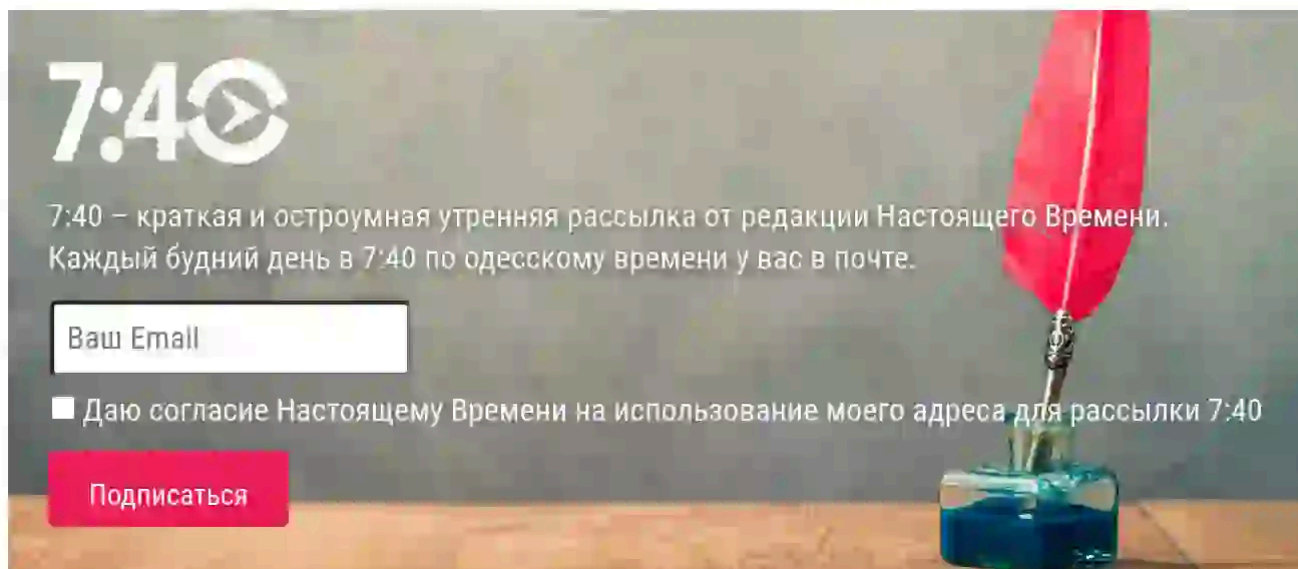 7:40
7:40 – краткая и остроумная утренняя рассылка от редакции Настоящего Времени.
Каждый будний день в 7:40 по одесскому времени у вас в почте.
Ваш Email
Даю согласие Настоящему Времени на использование моего адреса для рассылки 7:40
Подписаться